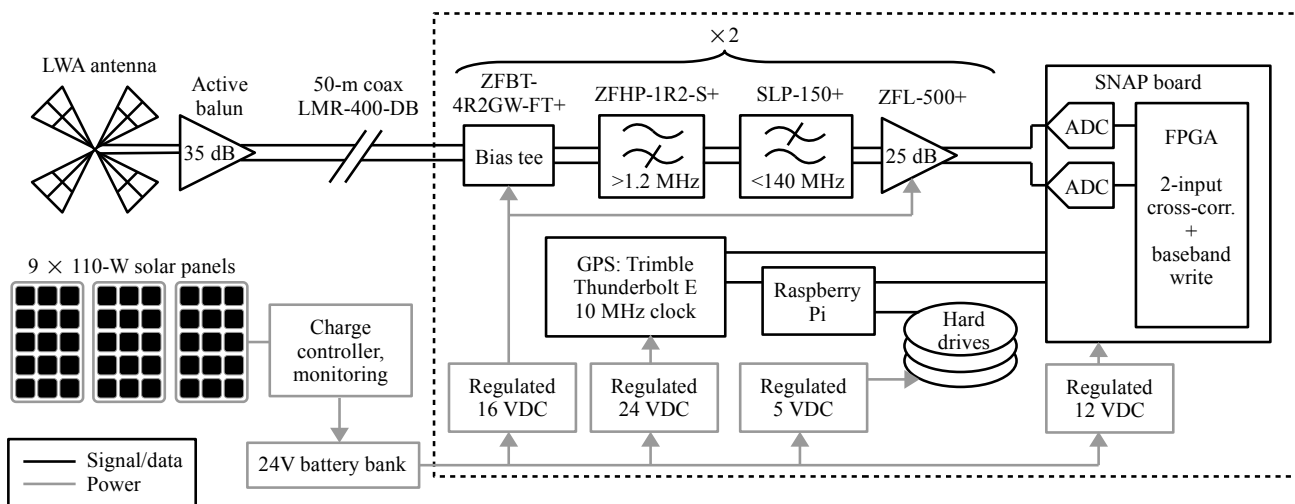 × 2
LWA antenna
Active
balun
35 dB
50-m coax
LMR-400-DB
ZFBT-
4R2GW-FT+
Bias tee
ZFHP-1R2-S+
>1.2 MHz
SLP-150+
<140 MHz
ZFL-500+
25 dB
SNAP board
ADC
ADC
FPGA
2-input
cross-corr.
+
baseband
write
GPS: Trimble
Thunderbolt E
10 MHz clock
Raspberry
Pi
Hard
drives
9 × 110-W solar panels
Charge
controller,
monitoring
Regulated
16 VDC
Regulated
24 VDC
Regulated
5 VDC
Regulated
12 VDC
24V battery bank
Signal/data
Power